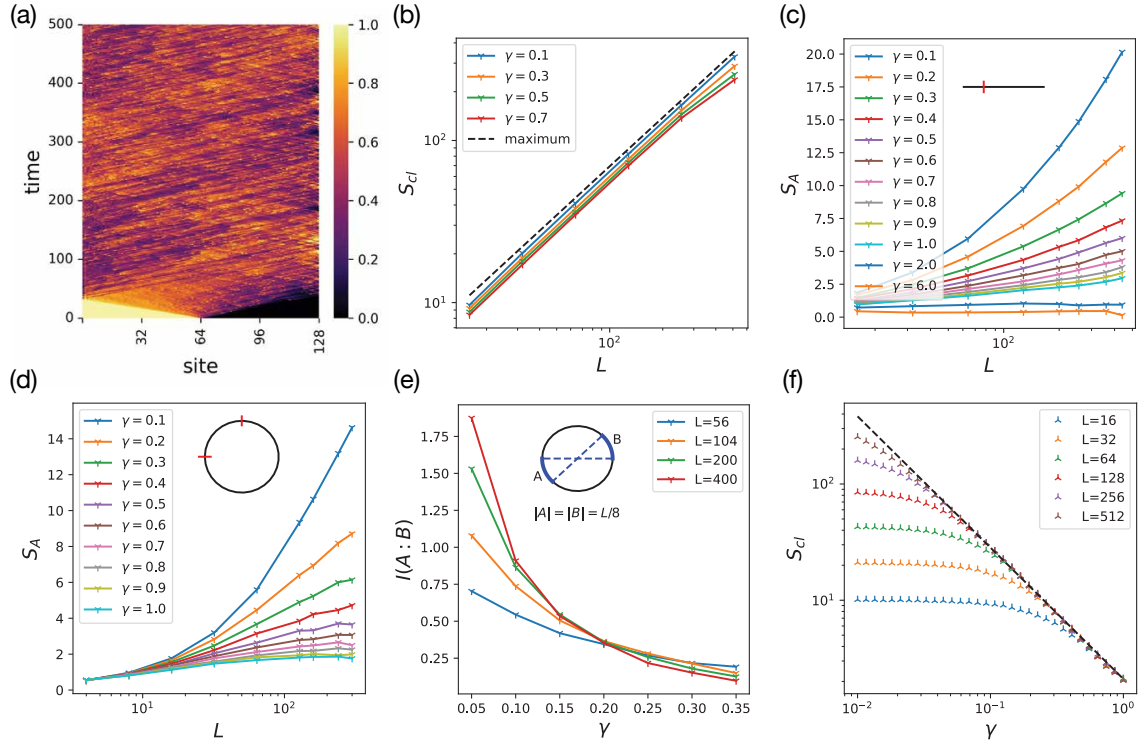 (a)
500
400
300
200
100
0
time
32
64
96
128
site
1.0
0.8
0.6
0.4
0.2
0.0
(b)
S_cl
10²
10¹
γ = 0.1
γ = 0.3
γ = 0.5
γ = 0.7
maximum
10²
L
(c)
S_A
20.0
17.5
15.0
12.5
10.0
7.5
5.0
2.5
0.0
γ = 0.1
γ = 0.2
γ = 0.3
γ = 0.4
γ = 0.5
γ = 0.6
γ = 0.7
γ = 0.8
γ = 0.9
γ = 1.0
γ = 2.0
γ = 6.0
10²
L
(d)
S_A
14
12
10
8
6
4
2
0
γ = 0.1
γ = 0.2
γ = 0.3
γ = 0.4
γ = 0.5
γ = 0.6
γ = 0.7
γ = 0.8
γ = 0.9
γ = 1.0
10¹
10²
L
(e)
I(A : B)
1.75
1.50
1.25
1.00
0.75
0.50
0.25
B
A
|A| = |B| = L/8
L=56
L=104
L=200
L=400
0.05
0.10
0.15
0.20
0.25
0.30
0.35
γ
(f)
S_cl
10²
10¹
L=16
L=32
L=64
L=128
L=256
L=512
10⁻²
10⁻¹
10⁰
γ